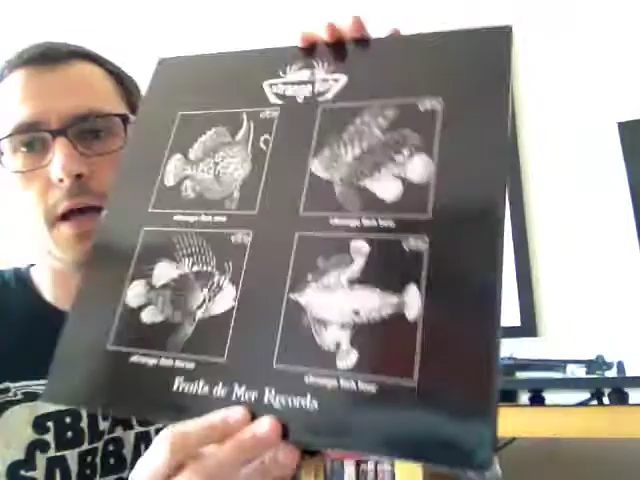 strange fish
strange fish one
strange fish two
strange fish three
strange fish four
Fruits de Mer Records
BLACK
SABBA